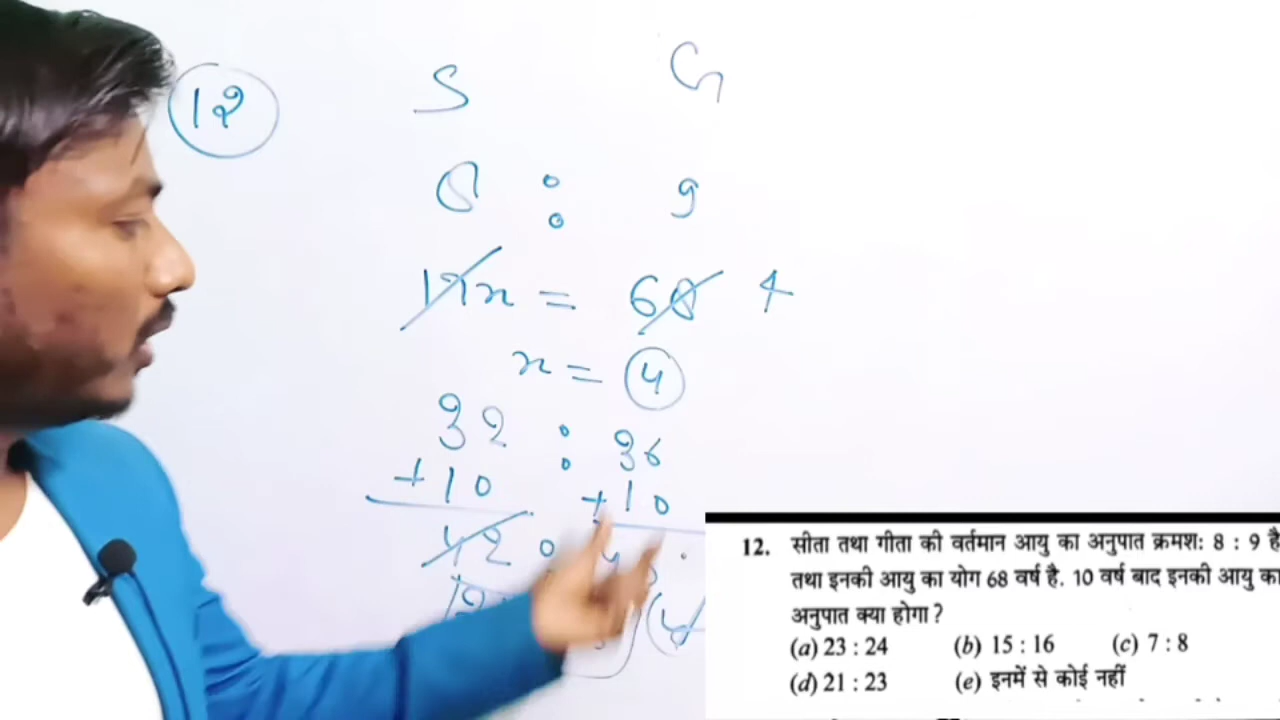 12
S G
8 : 9
17x = 68 4
x = 4
32 : 36
+10 +10
42 :
12. सीता तथा गीता की वर्तमान आयु का अनुपात क्रमश: 8 : 9 है
तथा इनकी आयु का योग 68 वर्ष है. 10 वर्ष बाद इनकी आयु का
अनुपात क्या होगा?
(a) 23 : 24 (b) 15 : 16 (c) 7 : 8
(d) 21 : 23 (e) इनमें से कोई नहीं